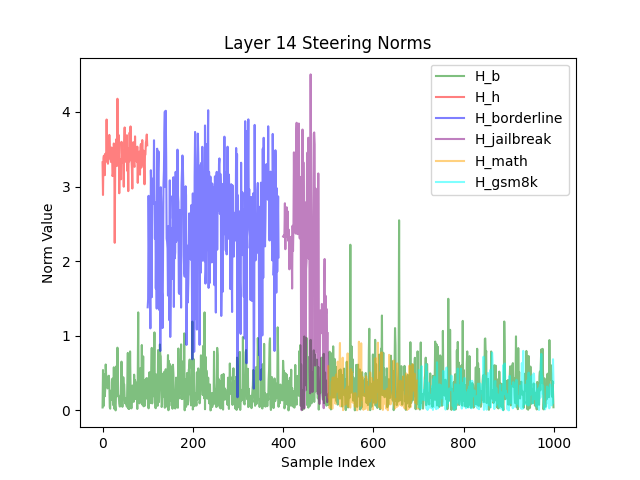 Layer 14 Steering Norms
Norm Value
4
3
2
1
0
H_b
H_h
H_borderline
H_jailbreak
H_math
H_gsm8k
0 200 400 600 800 1000
Sample Index